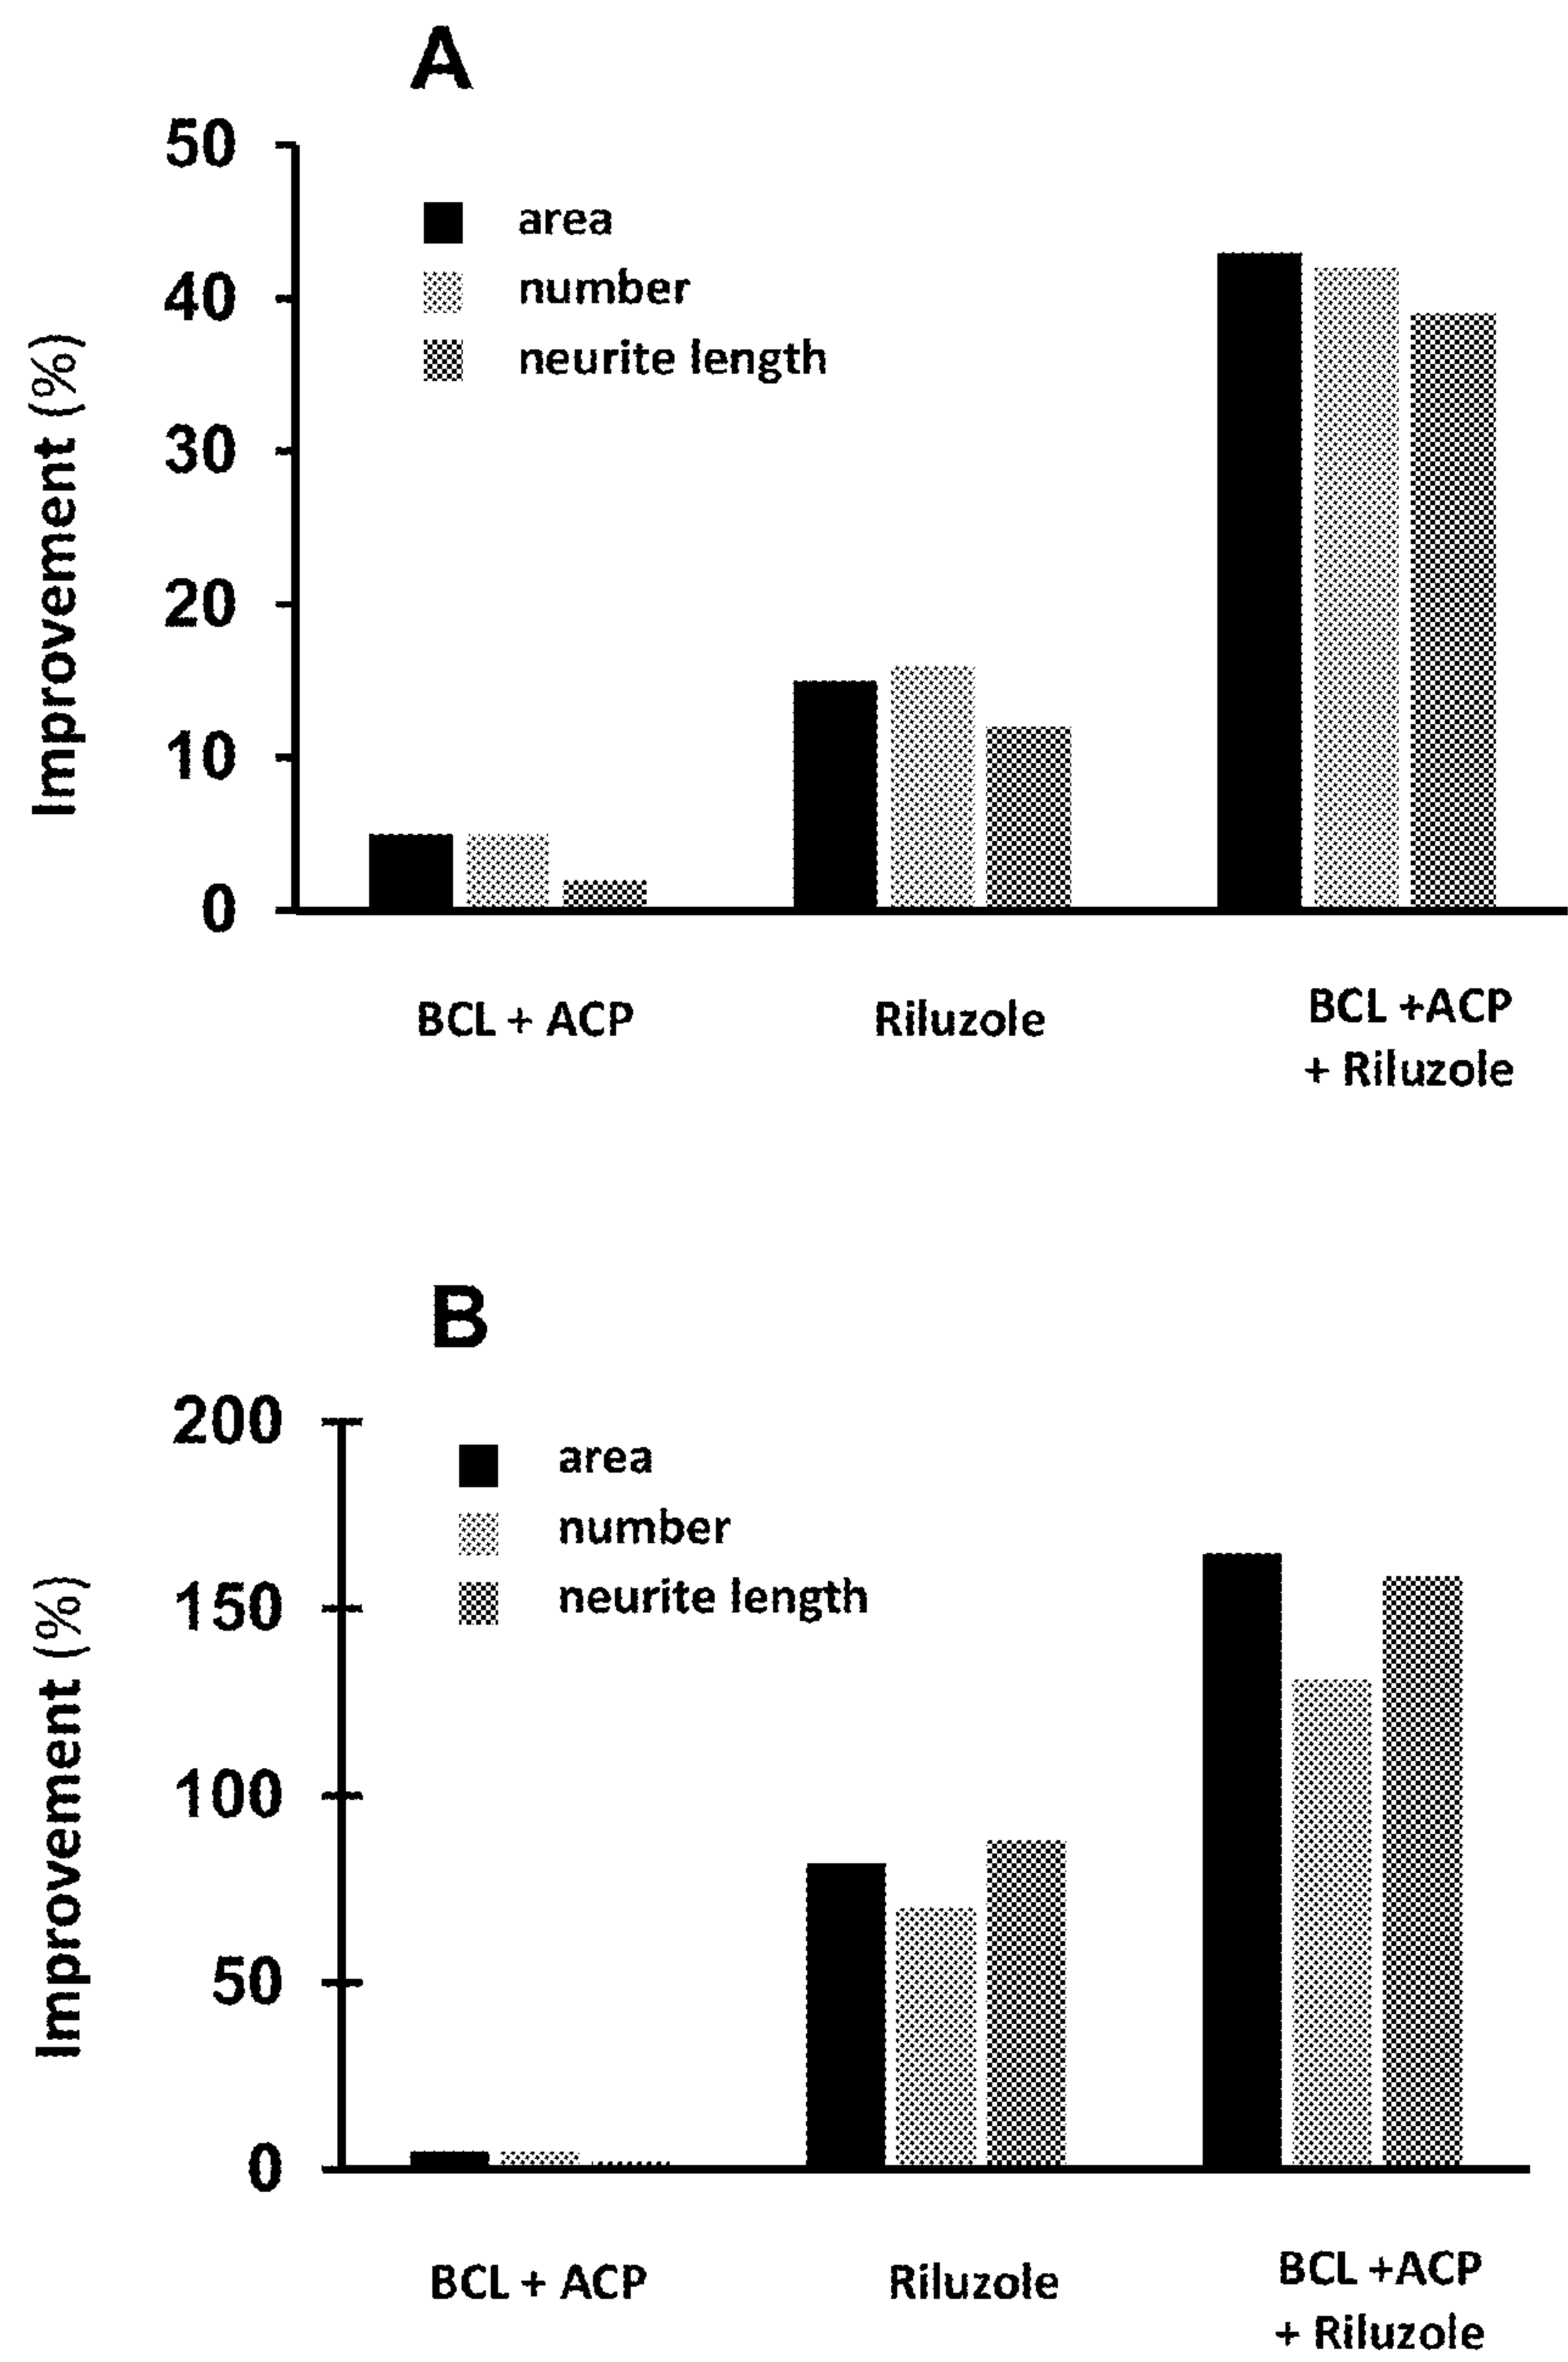 A
50
40
30
20
10
0
Improvement (%)
area
number
neurite length
BCL + ACP
Riluzole
BCL +ACP
+ Riluzole
B
200
150
100
50
0
Improvement (%)
area
number
neurite length
BCL + ACP
Riluzole
BCL +ACP
+ Riluzole